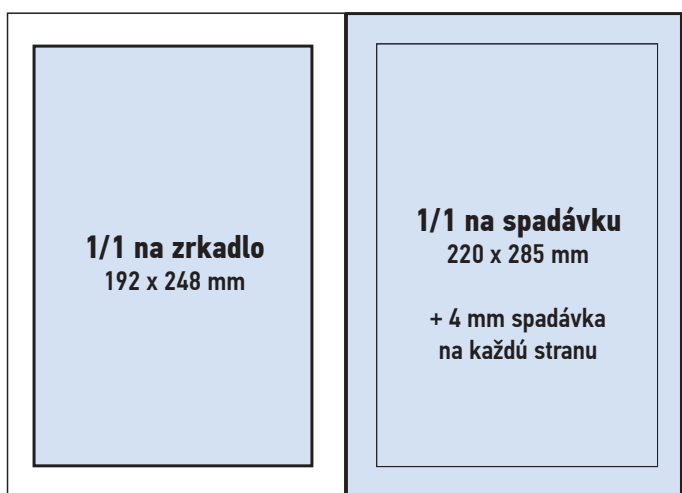 1/1 na zrkadlo
192 x 248 mm
1/1 na spadávku
220 x 285 mm
+ 4 mm spadávka
na každú stranu